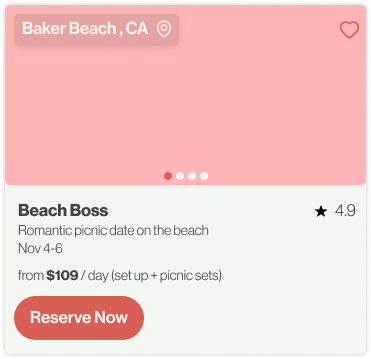 Baker Beach , CA
Beach Boss
★ 4.9
Romantic picnic date on the beach
Nov 4-6
from $109 / day (set up + picnic sets)
Reserve Now